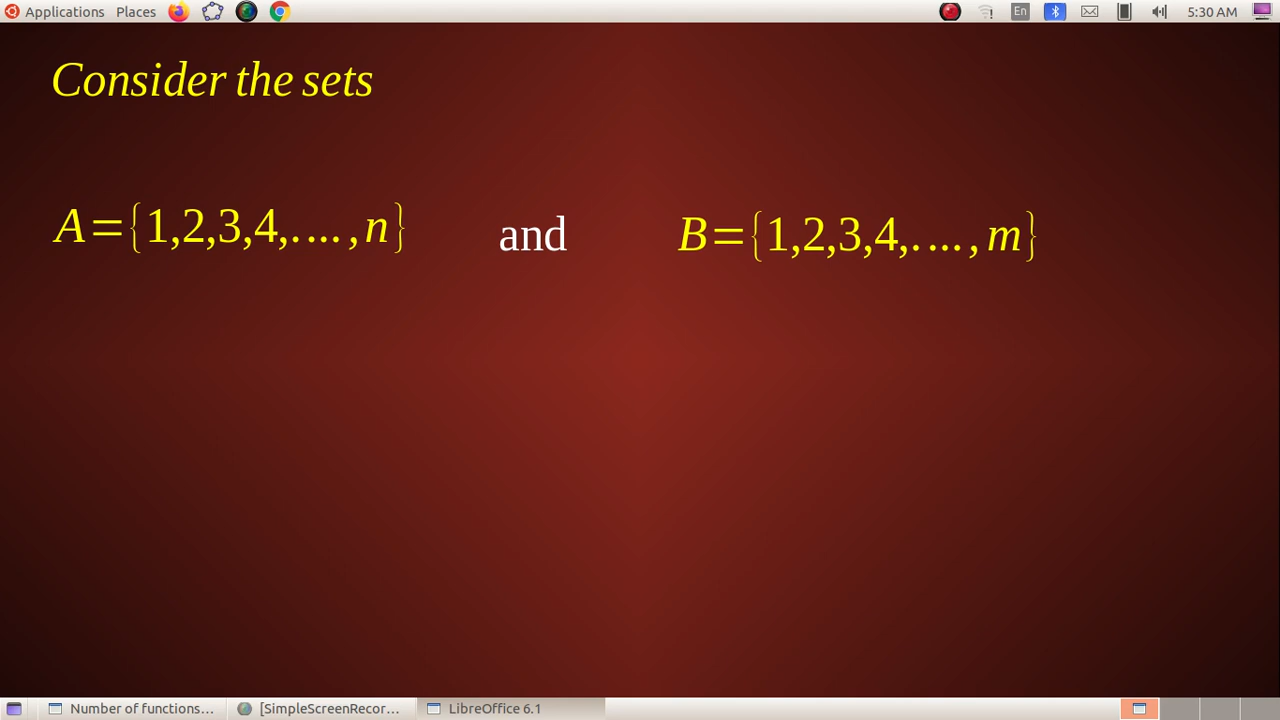 Applications Places En 5:30 AM
Consider the sets
A={1,2,3,4,.…,n} and B={1,2,3,4,.…,m}
Number of functions… [SimpleScreenRecor… LibreOffice 6.1